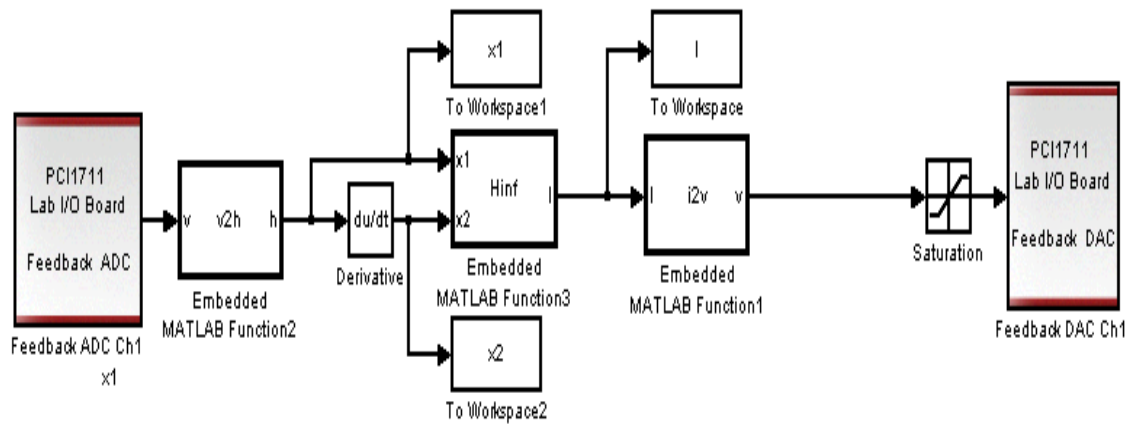 x1
To Workspace1
I
To Workspace
PCI1711
Lab I/O Board
Feedback ADC
Feedback ADC Ch1
x1
v
v2h
h
Embedded
MATLAB Function2
du/dt
Derivative
x1
x2
Hinf
I
Embedded
MATLAB Function3
x2
To Workspace2
I
i2v
v
Embedded
MATLAB Function1
Saturation
PCI1711
Lab I/O Board
Feedback DAC
Feedback DAC Ch1